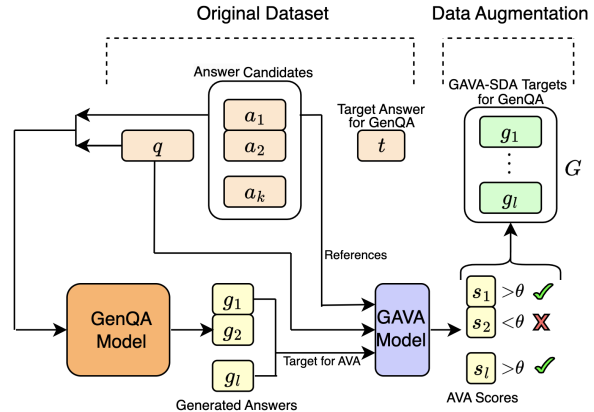 Original Dataset
Data Augmentation
Answer Candidates
a1
a2
ak
q
Target Answer
for GenQA
t
GAVA-SDA Targets
for GenQA
g1
⋮
gl
G
References
GenQA
Model
g1
g2
gl
Generated Answers
Target for AVA
GAVA
Model
s1 >θ ✓
s2 <θ X
sl >θ ✓
AVA Scores